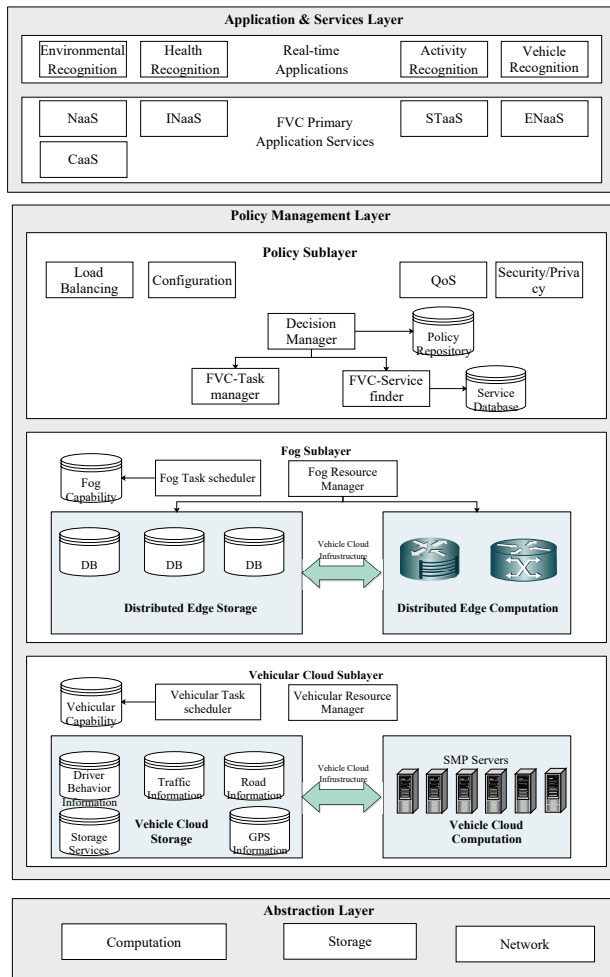 Application & Services Layer
Environmental
Recognition
Health
Recognition
Real-time
Applications
Activity
Recognition
Vehicle
Recognition
NaaS
INaaS
FVC Primary
Application Services
STaaS
ENaaS
CaaS
Policy Management Layer
Policy Sublayer
Load
Balancing
Configuration
QoS
Security/Priva
cy
Decision
Manager
Policy
Repository
FVC-Task
manager
FVC-Service
finder
Service
Database
Fog Sublayer
Fog
Capability
Fog Task scheduler
Fog Resource
Manager
DB
DB
DB
Vehicle Cloud
Infrustructure
Distributed Edge Storage
Distributed Edge Computation
Vehicular Cloud Sublayer
Vehicular
Capability
Vehicular Task
scheduler
Vehicular Resource
Manager
Driver
Behavior
Information
Traffic
Information
Road
Information
Vehicle Cloud
Infrustructure
SMP Servers
Storage
Services
Vehicle Cloud
Storage
GPS
Information
Vehicle Cloud
Computation
Abstraction Layer
Computation
Storage
Network